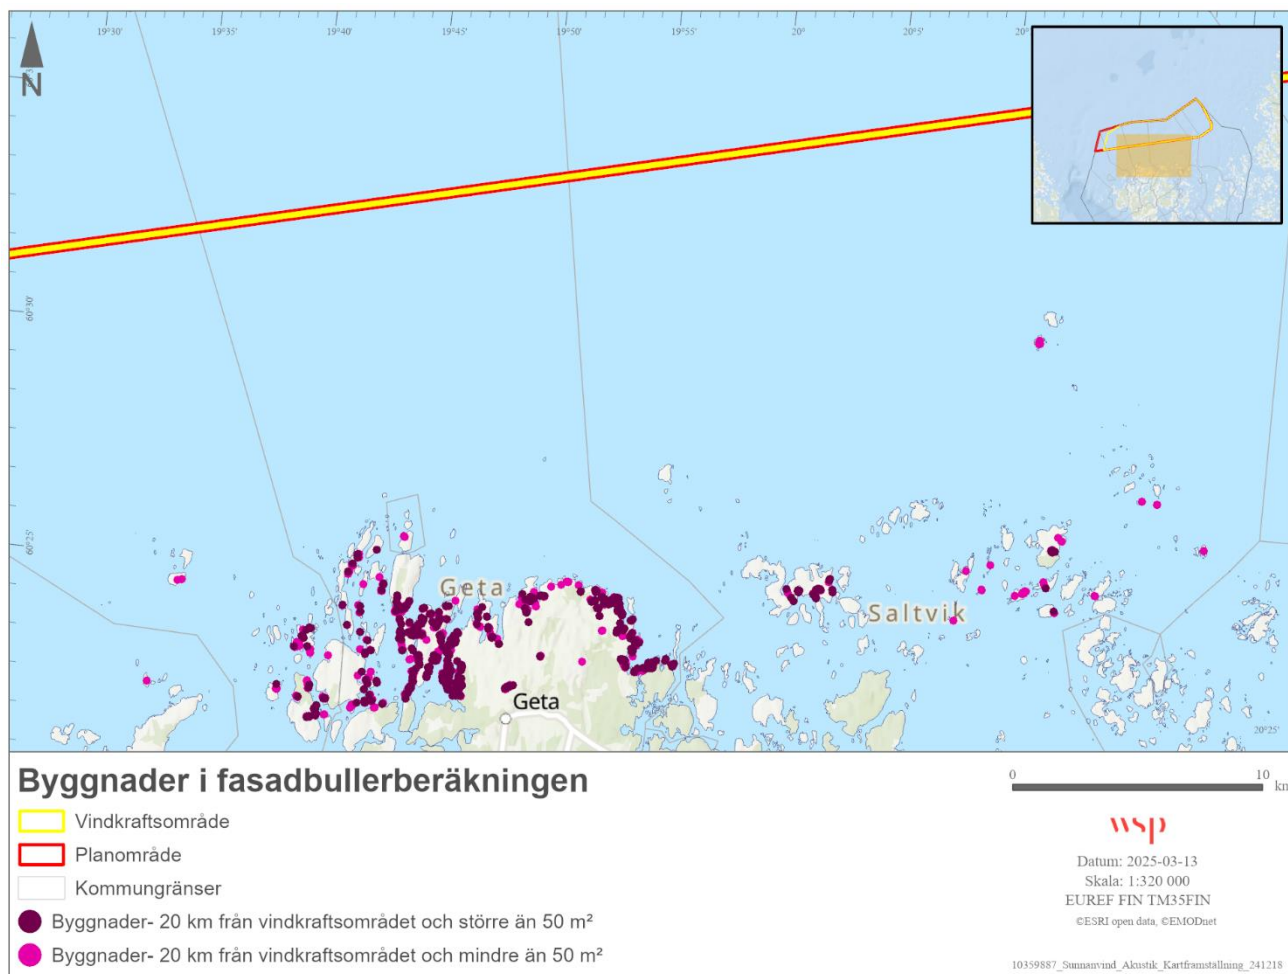 19°30' 19°35' 19°40' 19°45' 19°50' 19°55' 20° 20°5'
N
60°30'
60°25'
Geta
Saltvik
Geta
20°25'
Byggnader i fasadbullerberäkningen
Vindkraftsområde
Planområde
Kommungränser
Byggnader- 20 km från vindkraftsområdet och större än 50 m²
Byggnader- 20 km från vindkraftsområdet och mindre än 50 m²
0 10
km
wsp
Datum: 2025-03-13
Skala: 1:320 000
EUREF FIN TM35FIN
©ESRI open data, ©EMODnet
10359887_Sunnanvind_Akustik_Kartframställning_241218